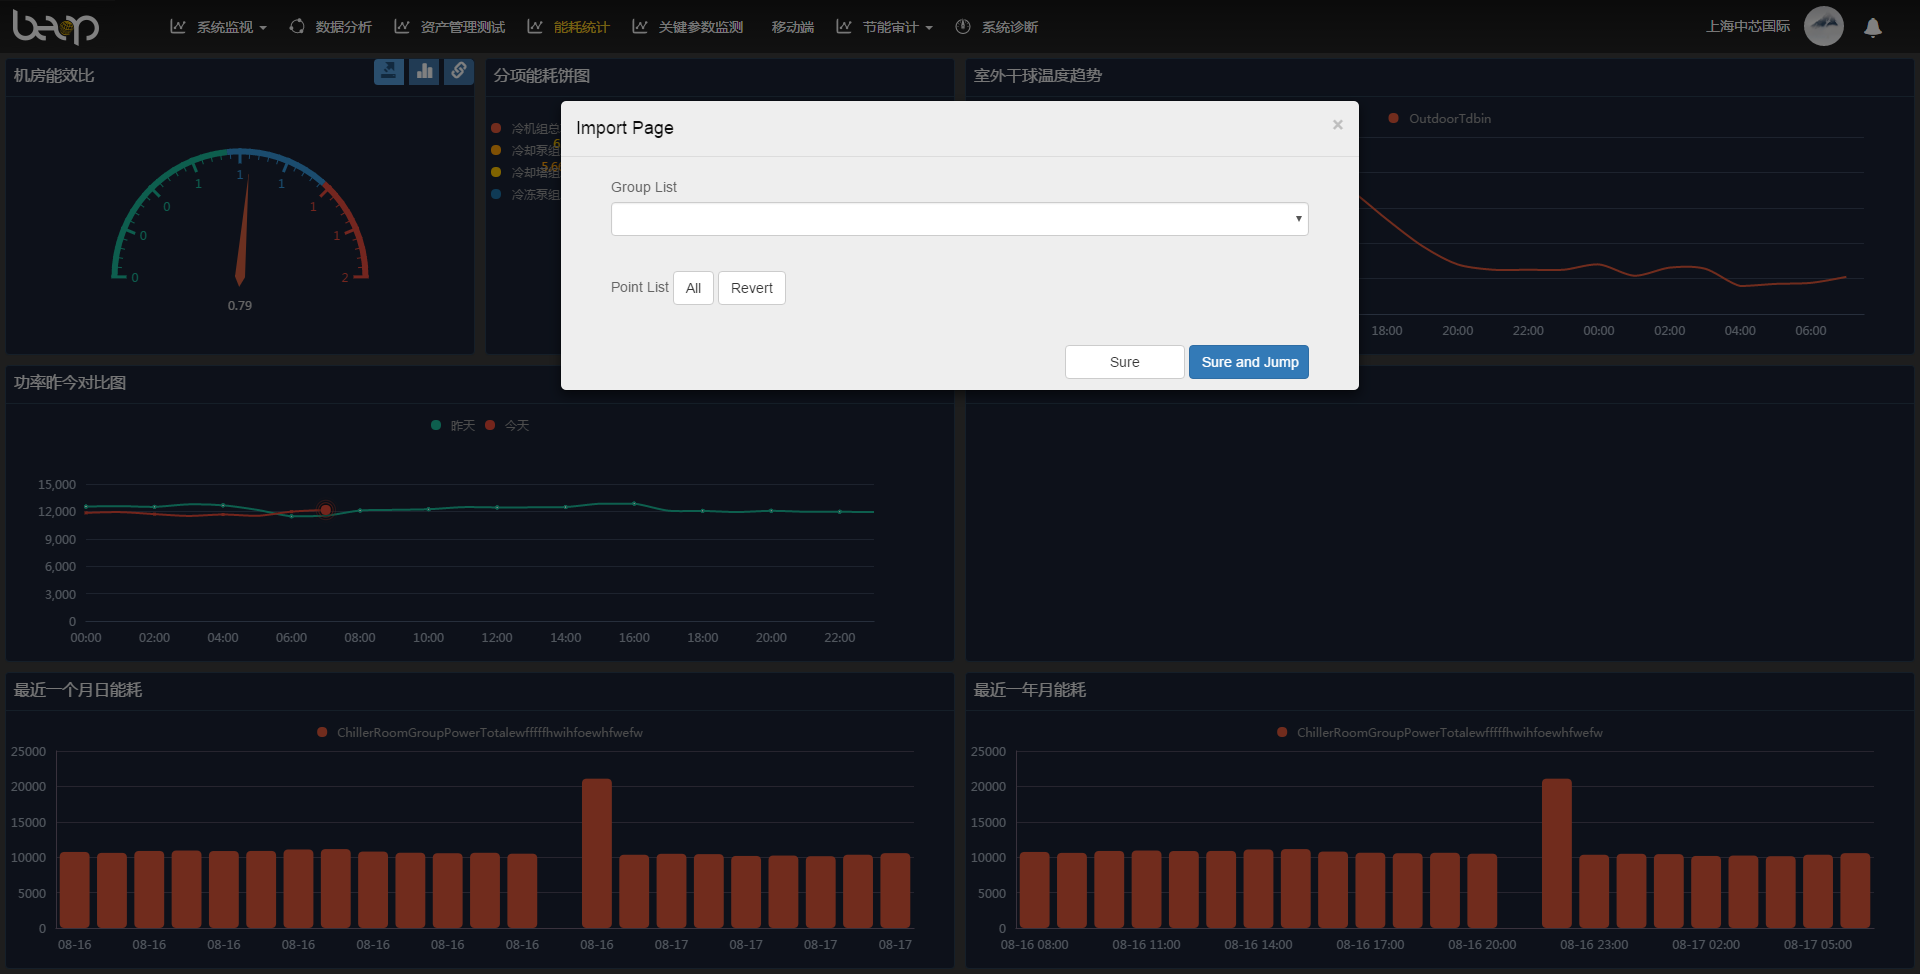 beop
系统监视
数据分析
资产管理测试
能耗统计
关键参数监测
移动端
节能审计
系统诊断
上海中芯国际
机房能效比
0
0
0
1
1
1
1
1
2
0.79
分项能耗饼图
冷机组总
冷却泵组
冷却塔组
冷冻泵组
室外干球温度趋势
OutdoorTdbin
18:00 20:00 22:00 00:00 02:00 04:00 06:00
Import Page
×
Group List
Point List All Revert
Sure Sure and Jump
功率昨今对比图
昨天 今天
15,000
12,000
9,000
6,000
3,000
0
00:00 02:00 04:00 06:00 08:00 10:00 12:00 14:00 16:00 18:00 20:00 22:00
最近一个月日能耗
ChillerRoomGroupPowerTotalewfffffhwihfoewhfwefw
25000
20000
15000
10000
5000
0
08-16 08-16 08-16 08-16 08-16 08-16 08-16 08-16 08-17 08-17 08-17 08-17
最近一年月能耗
ChillerRoomGroupPowerTotalewfffffhwihfoewhfwefw
25000
20000
15000
10000
5000
0
08-16 08:00 08-16 11:00 08-16 14:00 08-16 17:00 08-16 20:00 08-16 23:00 08-17 02:00 08-17 05:00